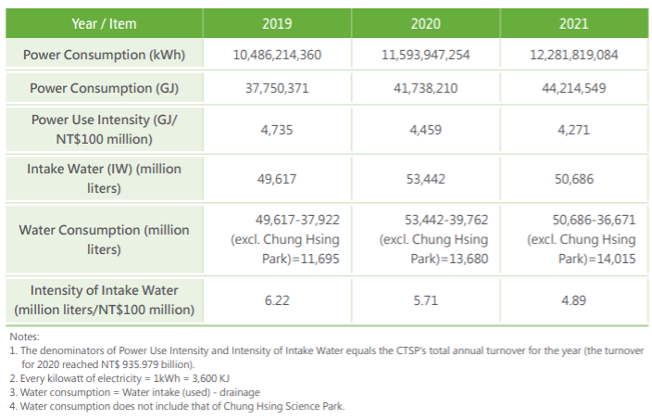 Year / Item 2019 2020 2021
Power Consumption (kWh) 10,486,214,360 11,593,947,254 12,281,819,084
Power Consumption (GJ) 37,750,371 41,738,210 44,214,549
Power Use Intensity (GJ/
NT$100 million) 4,735 4,459 4,271
Intake Water (IW) (million
liters) 49,617 53,442 50,686
Water Consumption (million
liters) 49,617-37,922
(excl. Chung Hsing
Park)=11,695 53,442-39,762
(excl. Chung Hsing
Park)=13,680 50,686-36,671
(excl. Chung Hsing
Park)=14,015
Intensity of Intake Water
(million liters/NT$100 million) 6.22 5.71 4.89
Notes:
1. The denominators of Power Use Intensity and Intensity of Intake Water equals the CTSP's total annual turnover for the year (the turnover
for 2020 reached NT$ 935.979 billion).
2. Every kilowatt of electricity = 1kWh = 3,600 KJ
3. Water consumption = Water intake (used) - drainage
4. Water consumption does not include that of Chung Hsing Science Park.